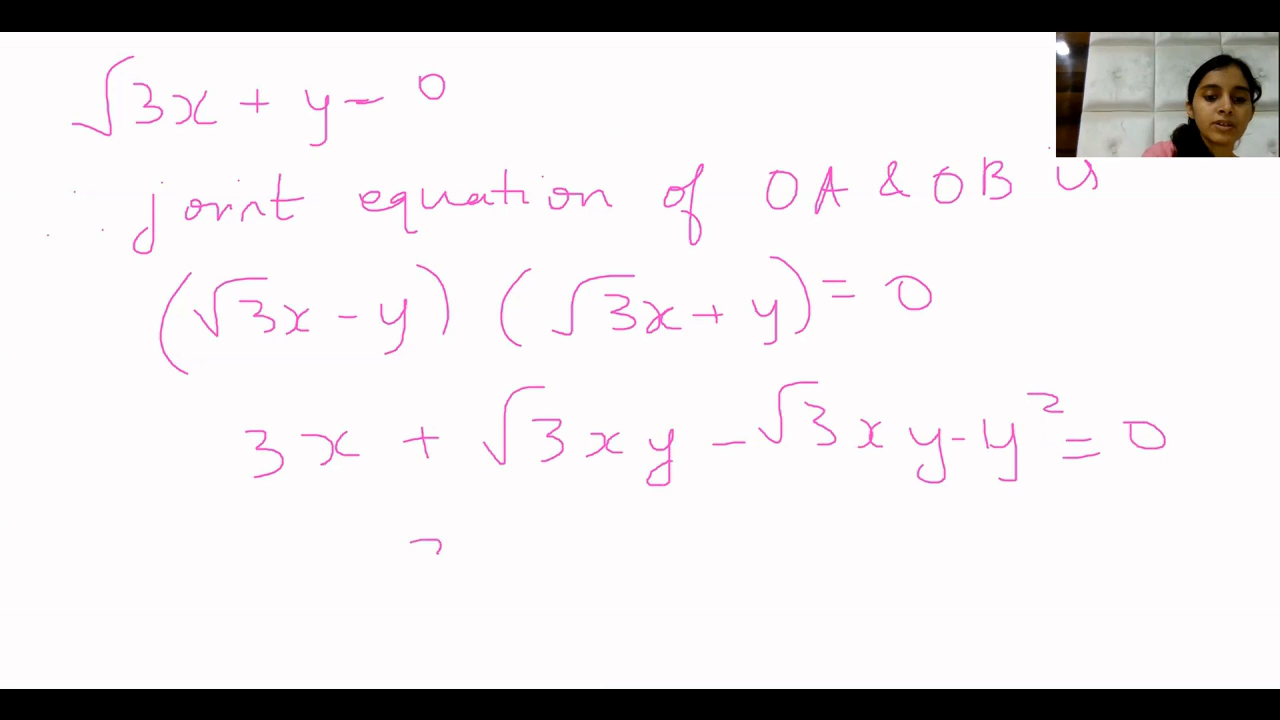 √3x + y = 0
∴ joint equation of OA & OB is
(√3x - y) (√3x + y) = 0
3x + √3xy - √3xy - y² = 0